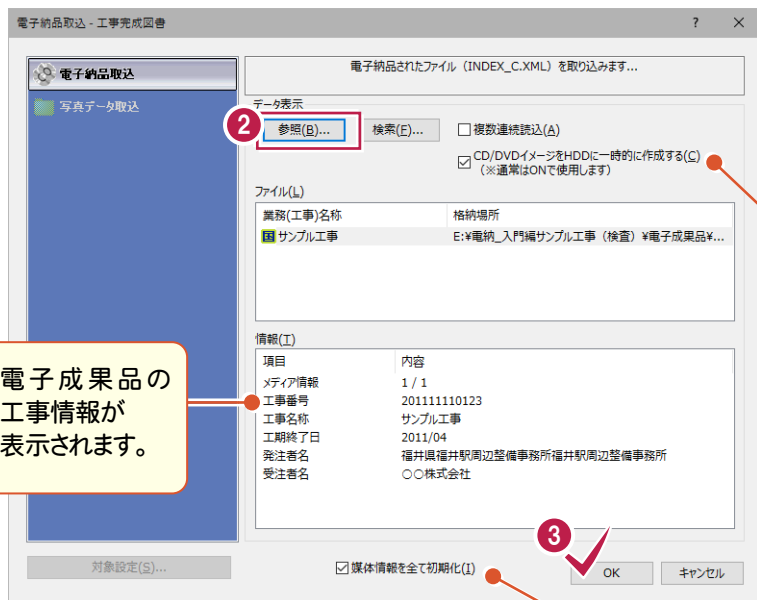 電子納品取込 - 工事完成図書
? ×
電子納品取込
写真データ取込
電子納品されたファイル（INDEX_C.XML）を取り込みます...
データ表示
2
参照(B)...
検索(F)...
複数連続読込(A)
CD/DVDイメージをHDDに一時的に作成する(C)
（※通常はONで使用します）
ファイル(L)
業務(工事)名称 格納場所
国 サンプル工事 E:¥電納_入門編サンプル工事（検査）¥電子成果品¥...
情報(T)
項目 内容
メディア情報 1 / 1
工事番号 201111110123
工事名称 サンプル工事
工期終了日 2011/04
発注者名 福井県福井駅周辺整備事務所福井駅周辺整備事務所
受注者名 ○○株式会社
電子成果品の
工事情報が
表示されます。
3
対象設定(S)...
媒体情報を全て初期化(I)
OK
キャンセル